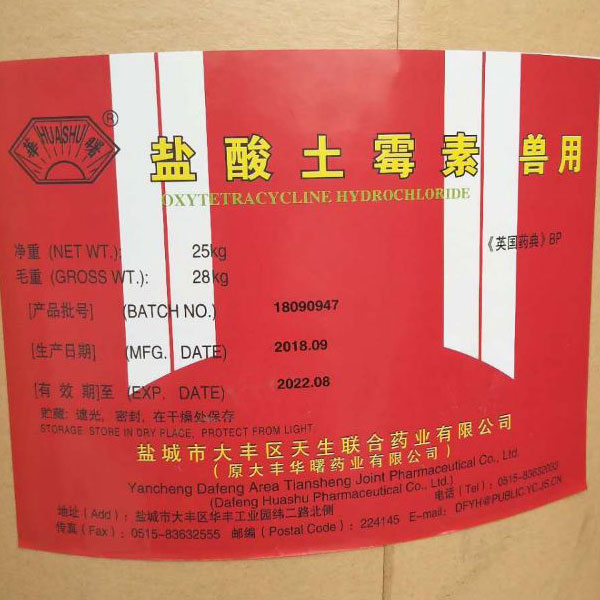 華 HUASHU 曙 ®
盐酸土霉素 兽用
OXYTETRACYCLINE HYDROCHLORIDE
净重 (NET WT.): 25kg
《英国药典》BP
毛重 (GROSS WT.): 28kg
[产品批号] (BATCH NO.) 18090947
[生产日期] (MFG. DATE) 2018.09
[有 效 期]至 (EXP. DATE) 2022.08
贮藏: 遮光, 密封, 在干燥处保存
STORAGE: STORE IN DRY PLACE, PROTECT FROM LIGHT.
盐城市大丰区天生联合药业有限公司
(原大丰华曙药业有限公司)
Yancheng Dafeng Area Tiansheng Joint Pharmaceutical Co., Ltd.
(Dafeng Huashu Pharmaceutical Co., Ltd.)
电话 (Tel): 0515-83632033
地址 (Add): 盐城市大丰区华丰工业园纬二路北侧
传真 (Fax): 0515-83632555 邮编 (Postal Code): 224145 E-mail: DFYH@PUBLIC.YC.JS.CN